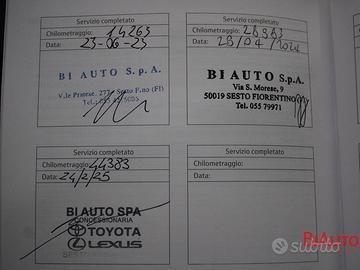 Servizio completato
Chilometraggio: 14263
Data: 23-06-23
BI AUTO S.p.A.
V.le Pratese, 277 - Sesto F.no (FI)
Servizio completato
Chilometraggio: 28983
Data: 28/04/2024
BI AUTO S.p.A.
Via S. Morese, 9
50019 SESTO FIORENTINO
Tel. 055 79971
Servizio completato
Chilometraggio: 44383
Data: 24/2/25
BI AUTO SPA
CONCESSIONARIA
TOYOTA
LEXUS
Servizio completato
Chilometraggio:
Data:
BIAUTO
subito